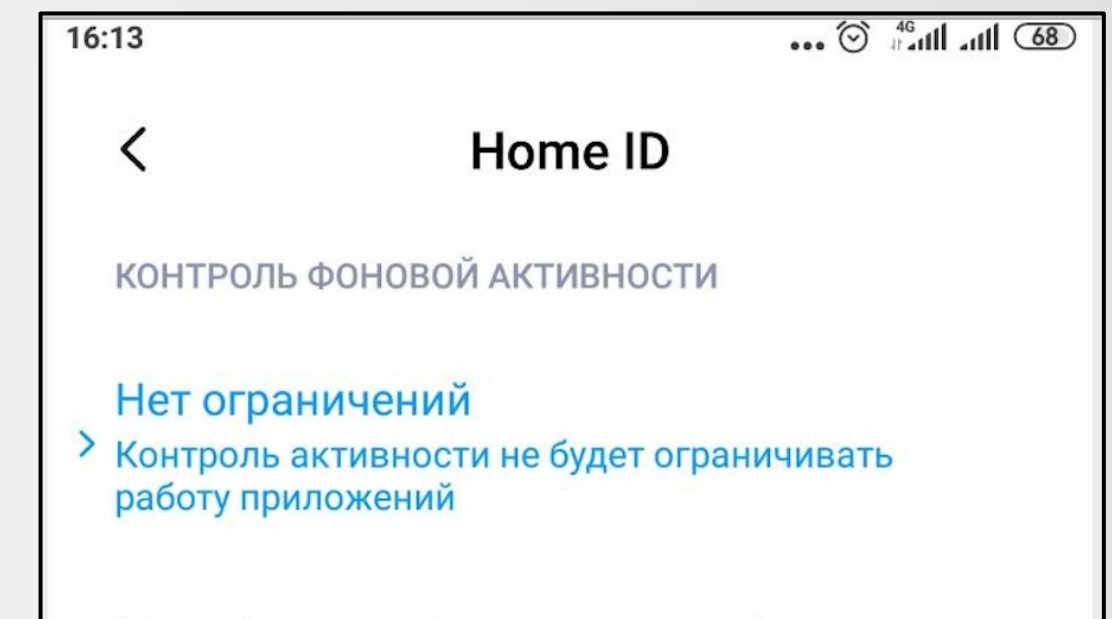 16:13
4G
68
Home ID
КОНТРОЛЬ ФОНОВОЙ АКТИВНОСТИ
Нет ограничений
Контроль активности не будет ограничивать
работу приложений